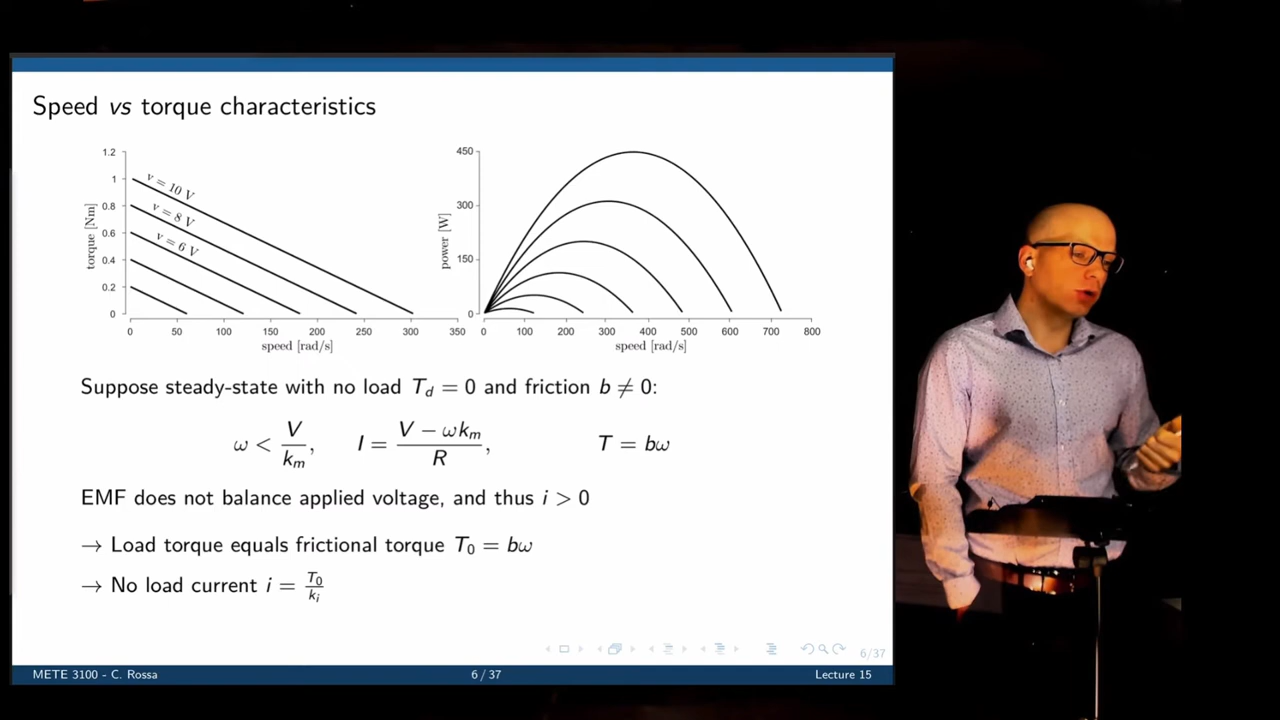 Speed vs torque characteristics
1.2
1
0.8
0.6
0.4
0.2
0
torque [Nm]
v = 10 V
v = 8 V
v = 6 V
0 50 100 150 200 250 300 350
speed [rad/s]
450
300
150
0
power [W]
0 100 200 300 400 500 600 700 800
speed [rad/s]
Suppose steady-state with no load T_d = 0 and friction b ≠ 0:
ω < V/k_m, I = (V − ωk_m)/R, T = bω
EMF does not balance applied voltage, and thus i > 0
→ Load torque equals frictional torque T_0 = bω
→ No load current i = T_0/k_i
6/37
METE 3100 - C. Rossa 6 / 37 Lecture 15